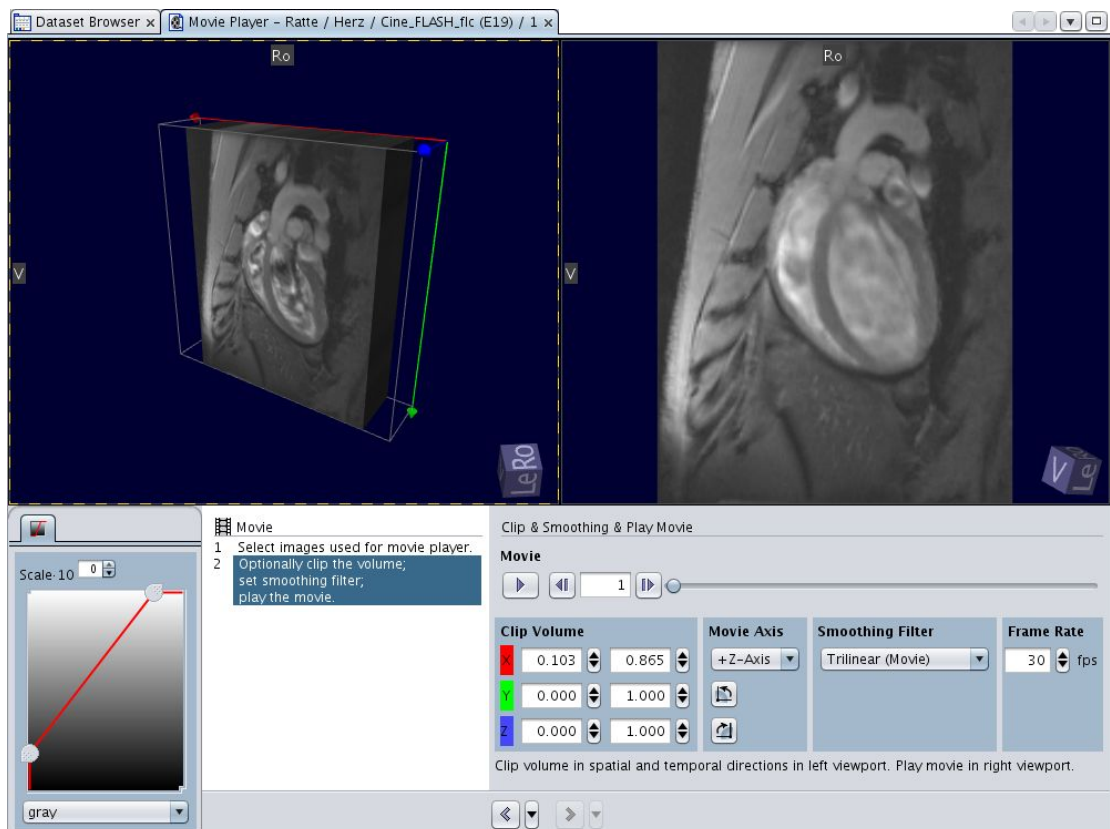 Dataset Browser x
Movie Player – Ratte / Herz / Cine_FLASH_flc (E19) / 1 x
Ro
Ro
V
V
LeRo
V Le
Movie
1 Select images used for movie player.
2 Optionally clip the volume;
set smoothing filter;
play the movie.
Scale·10 0
gray
Clip & Smoothing & Play Movie
Movie
1
Clip Volume
X 0.103 0.865
Y 0.000 1.000
Z 0.000 1.000
Movie Axis
+Z-Axis
Smoothing Filter
Trilinear (Movie)
Frame Rate
30 fps
Clip volume in spatial and temporal directions in left viewport. Play movie in right viewport.